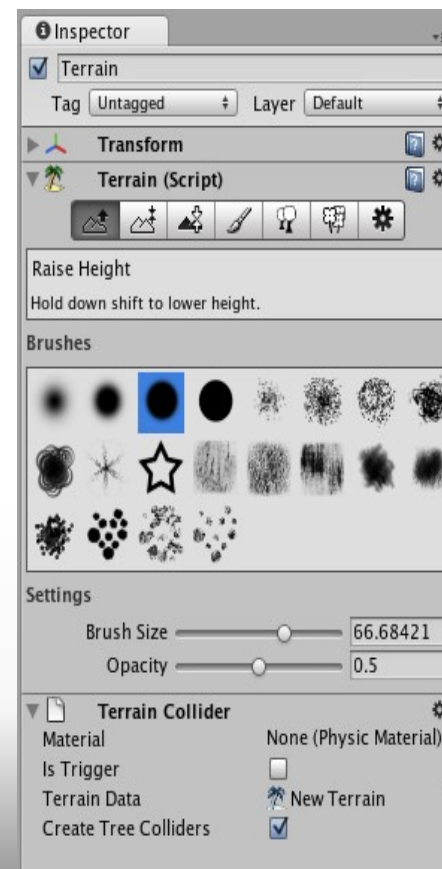 Inspector
Terrain
Tag Untagged Layer Default
Transform
Terrain (Script)
Raise Height
Hold down shift to lower height.
Brushes
Settings
Brush Size 66.68421
Opacity 0.5
Terrain Collider
Material None (Physic Material)
Is Trigger
Terrain Data New Terrain
Create Tree Colliders